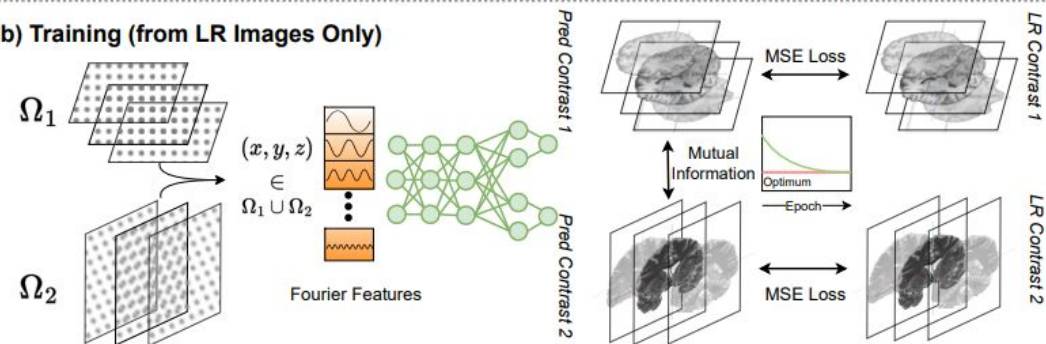 b) Training (from LR Images Only)
Ω₁
Ω₂
(x, y, z)
∈
Ω₁ ∪ Ω₂
Fourier Features
Pred Contrast 1
Pred Contrast 2
MSE Loss
Mutual
Information
Optimum
Epoch
MSE Loss
LR Contrast 1
LR Contrast 2